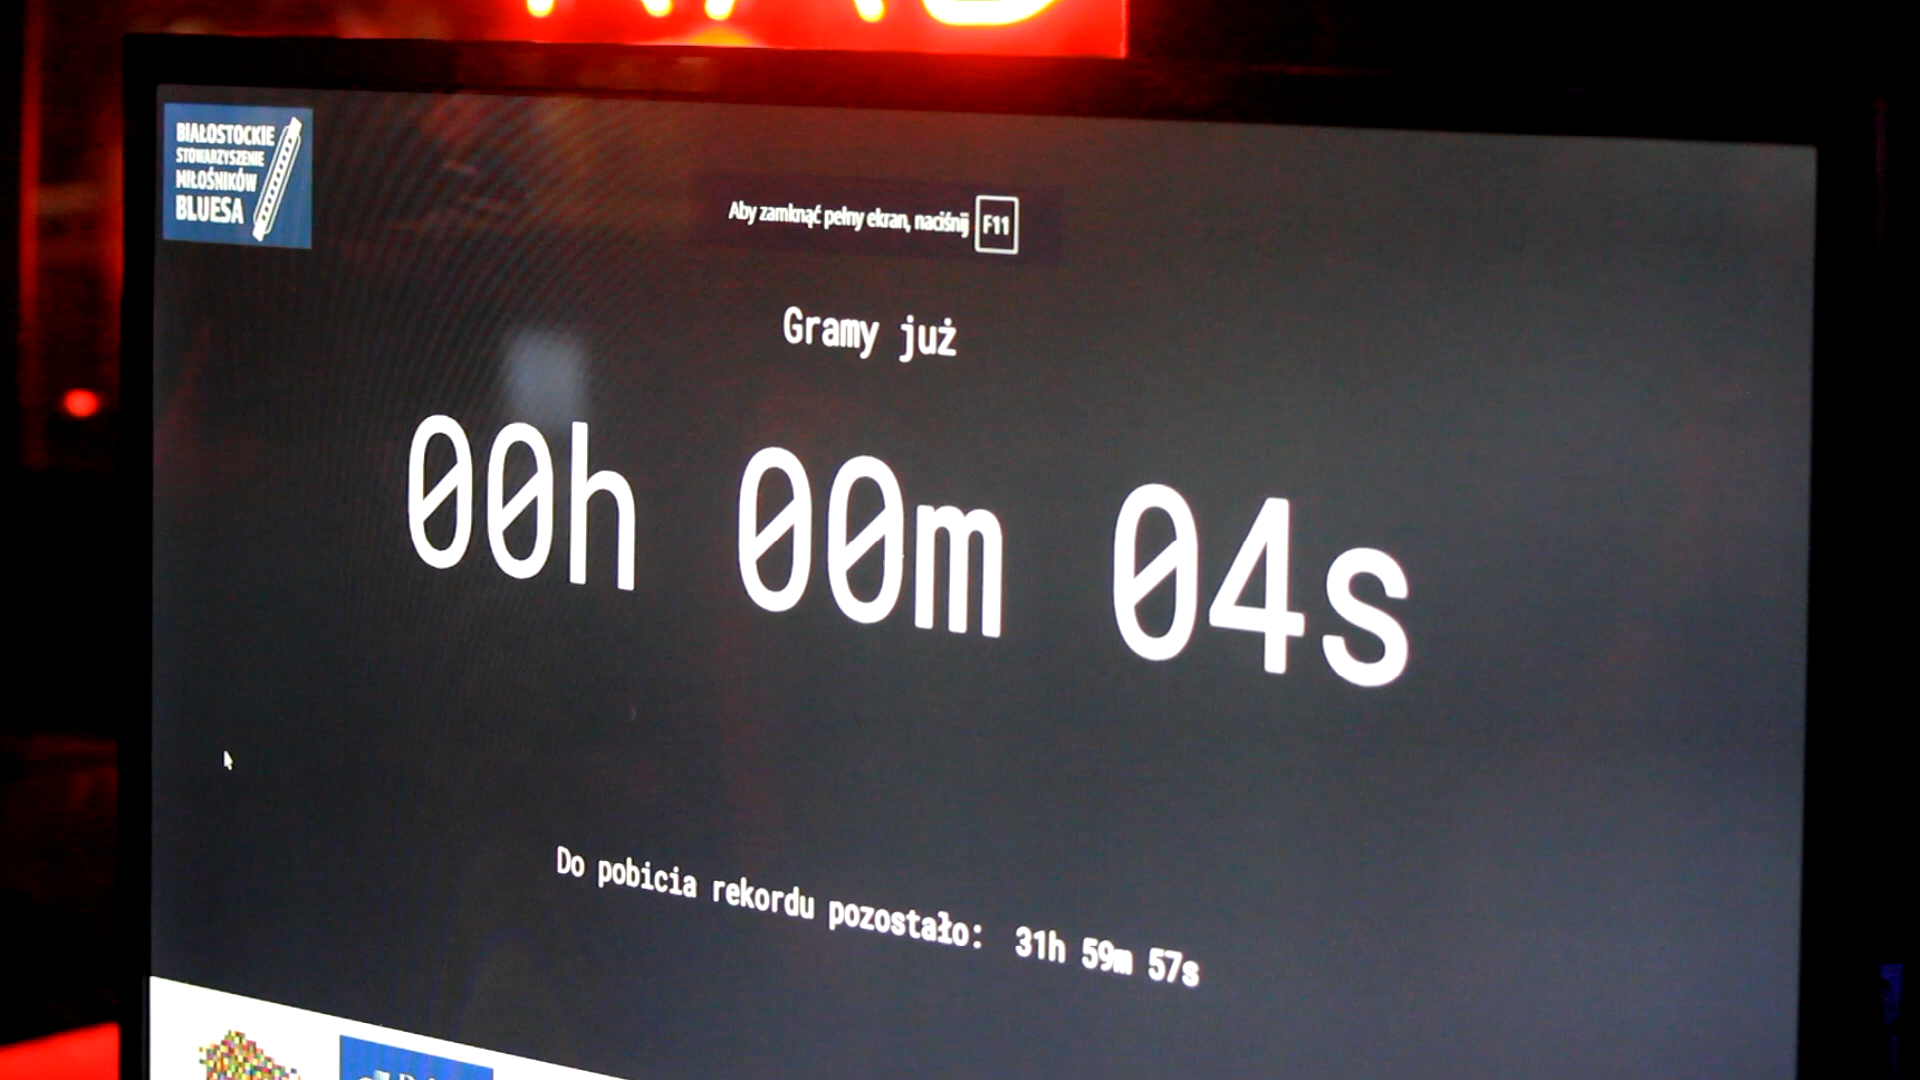 BIAŁOSTOCKIE
STOWARZYSZENIE
MIŁOŚNIKÓW
BLUESA
Aby zamknąć pełny ekran, naciśnij F11
Gramy już
00h 00m 04s
Do pobicia rekordu pozostało: 31h 59m 57s